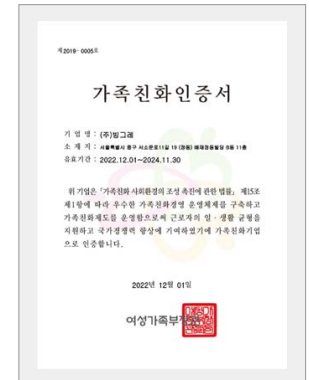 제2019- 0005호
가족친화인증서
기 업 명 : (주)빙그레
소 재 지 : 서울특별시 중구 서소문로11길 19 (정동) 배재정동빌딩 B동 11층
유효기간 : 2022.12.01~2024.11.30
위 기업은 「가족친화 사회환경의 조성 촉진에 관한 법률」 제15조
제1항에 따라 우수한 가족친화경영 운영체제를 구축하고
가족친화제도를 운영함으로써 근로자의 일 · 생활 균형을
지원하고 국가경쟁력 향상에 기여하였기에 가족친화기업
으로 인증합니다.
2022년 12월 01일
여성가족부장관